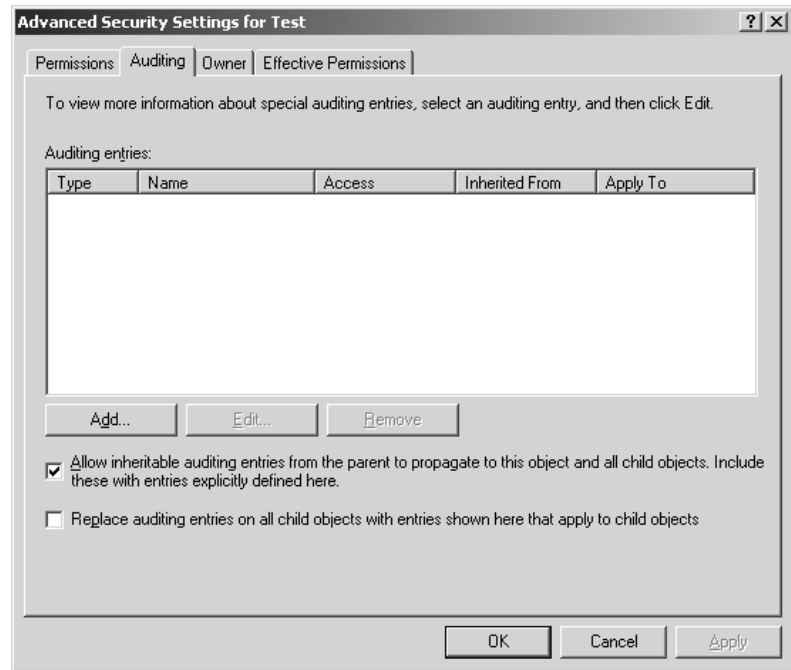 Advanced Security Settings for Test
Permissions Auditing Owner Effective Permissions
To view more information about special auditing entries, select an auditing entry, and then click Edit.
Auditing entries:
Type Name Access Inherited From Apply To
Add... Edit... Remove
Allow inheritable auditing entries from the parent to propagate to this object and all child objects. Include
these with entries explicitly defined here.
Replace auditing entries on all child objects with entries shown here that apply to child objects
OK Cancel Apply